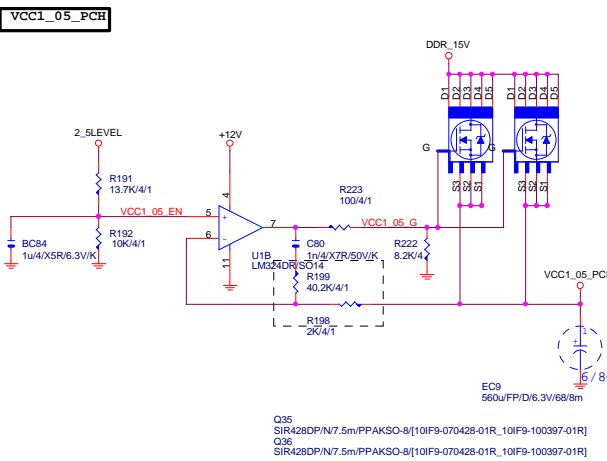 VCC1_05_PCH
DDR_15V
D1 D2 D3 D4 D5
D1 D2 D3 D4 D5
G
G
S3 S2 S1
S3 S2 S1
2_5LEVEL
+12V
R191
13.7K/4/1
R192
10K/4/1
BC84
1u/4/X5R/6.3V/K
VCC1_05_EN
5
6
4
11
7
+
-
U1B
LM324DR/SO14
R223
100/4/1
VCC1_05_G
C80
1n/4/X7R/50V/K
R199
40.2K/4/1
R198
2K/4/1
R222
8.2K/4
VCC1_05_PC
1
+
6/8
EC9
560u/FP/D/6.3V/68/8m
Q35
SIR428DP/N/7.5m/PPAKSO-8/[10IF9-070428-01R_10IF9-100397-01R]
Q36
SIR428DP/N/7.5m/PPAKSO-8/[10IF9-070428-01R_10IF9-100397-01R]